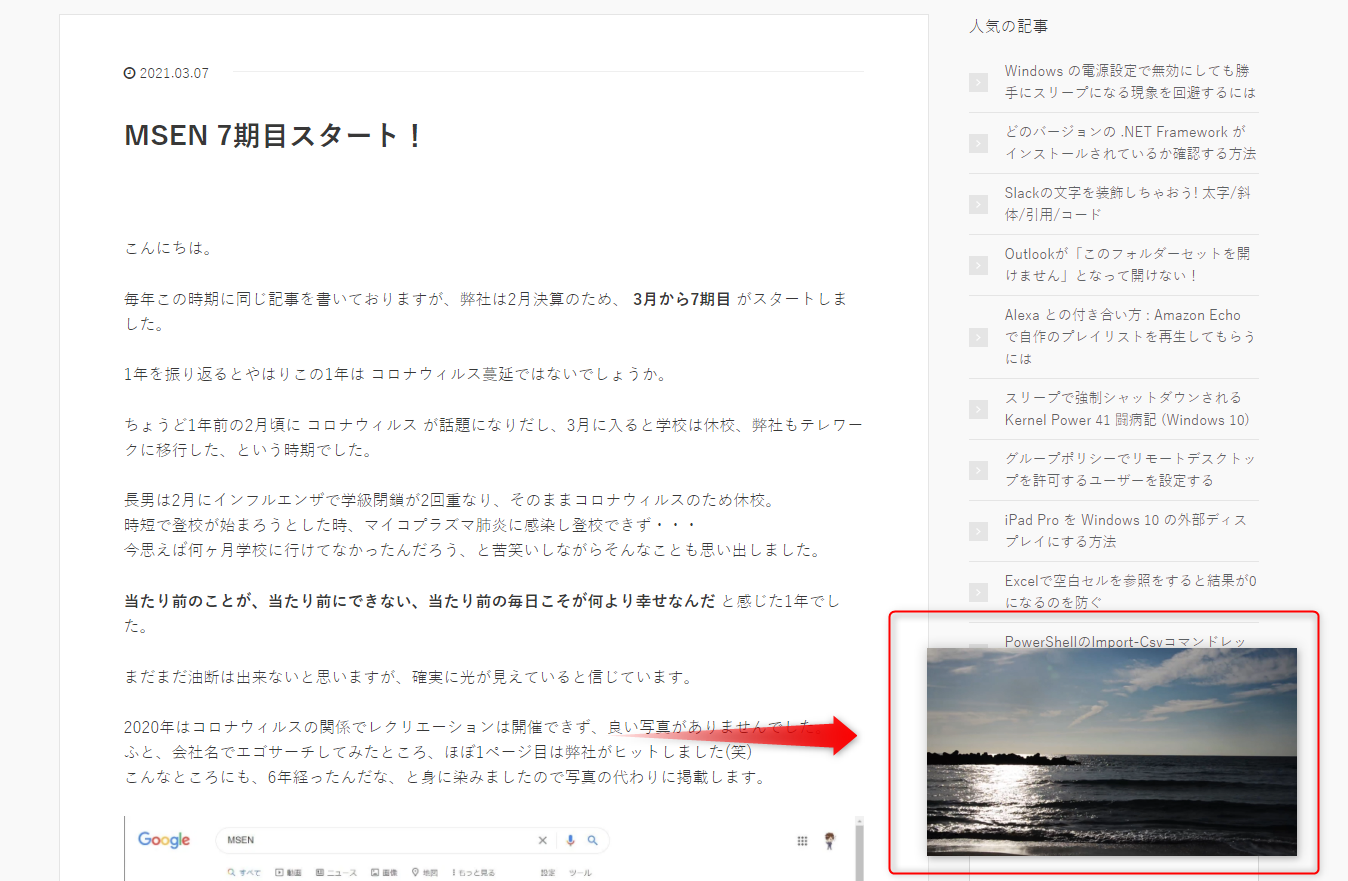 2021.03.07
MSEN 7期目スタート！
こんにちは。
毎年この時期に同じ記事を書いておりますが、弊社は2月決算のため、 3月から7期目 がスタートしま
した。
1年を振り返るとやはりこの1年は コロナウィルス蔓延ではないでしょうか。
ちょうど1年前の2月頃に コロナウィルス が話題になりだし、3月に入ると学校は休校、弊社もテレワー
クに移行した、という時期でした。
長男は2月にインフルエンザで学級閉鎖が2回重なり、そのままコロナウィルスのため休校。
時短で登校が始まろうとした時、マイコプラズマ肺炎に感染し登校できず・・・
今思えば何ヶ月学校に行けてなかったんだろう、と苦笑いしながらそんなことも思い出しました。
当たり前のことが、当たり前にできない、当たり前の毎日こそが何より幸せなんだ と感じた1年でし
た。
まだまだ油断は出来ないと思いますが、確実に光が見えていると信じています。
2020年はコロナウィルスの関係でレクリエーションは開催できず、良い写真がありませんでした。
ふと、会社名でエゴサーチしてみたところ、ほぼ1ページ目は弊社がヒットしました(笑)
こんなところにも、6年経ったんだな、と身に染みましたので写真の代わりに掲載します。
Google
MSEN
すべて 動画 ニュース 画像 地図 もっと見る 設定 ツール
人気の記事
Windows の電源設定で無効にしても勝
手にスリープになる現象を回避するには
どのバージョンの .NET Framework が
インストールされているか確認する方法
Slackの文字を装飾しちゃおう! 太字/斜
体/引用/コード
Outlookが「このフォルダーセットを開
けません」となって開けない！
Alexa との付き合い方 : Amazon Echo
で自作のプレイリストを再生してもらう
には
スリープで強制シャットダウンされる
Kernel Power 41 闘病記 (Windows 10)
グループポリシーでリモートデスクトッ
プを許可するユーザーを設定する
iPad Pro を Windows 10 の外部ディス
プレイにする方法
Excelで空白セルを参照をすると結果が0
になるのを防ぐ
PowerShellのImport-Csvコマンドレッ